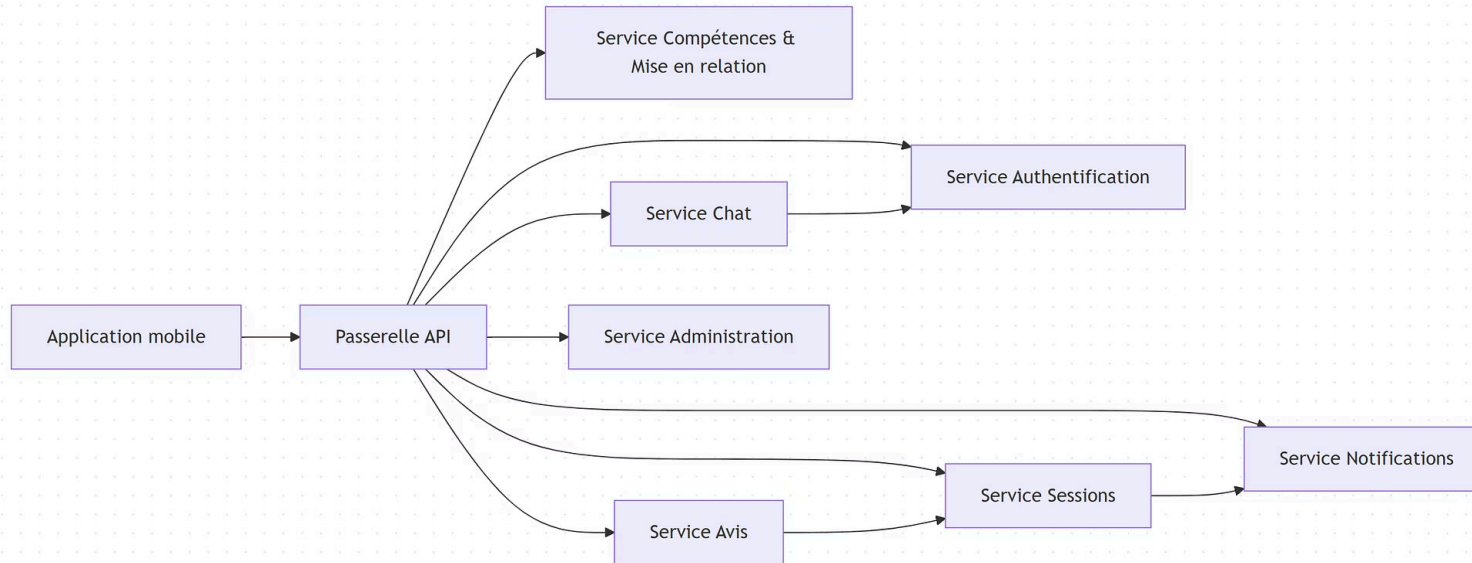 Service Compétences &
Mise en relation
Service Authentification
Service Chat
Application mobile
Passerelle API
Service Administration
Service Notifications
Service Sessions
Service Avis